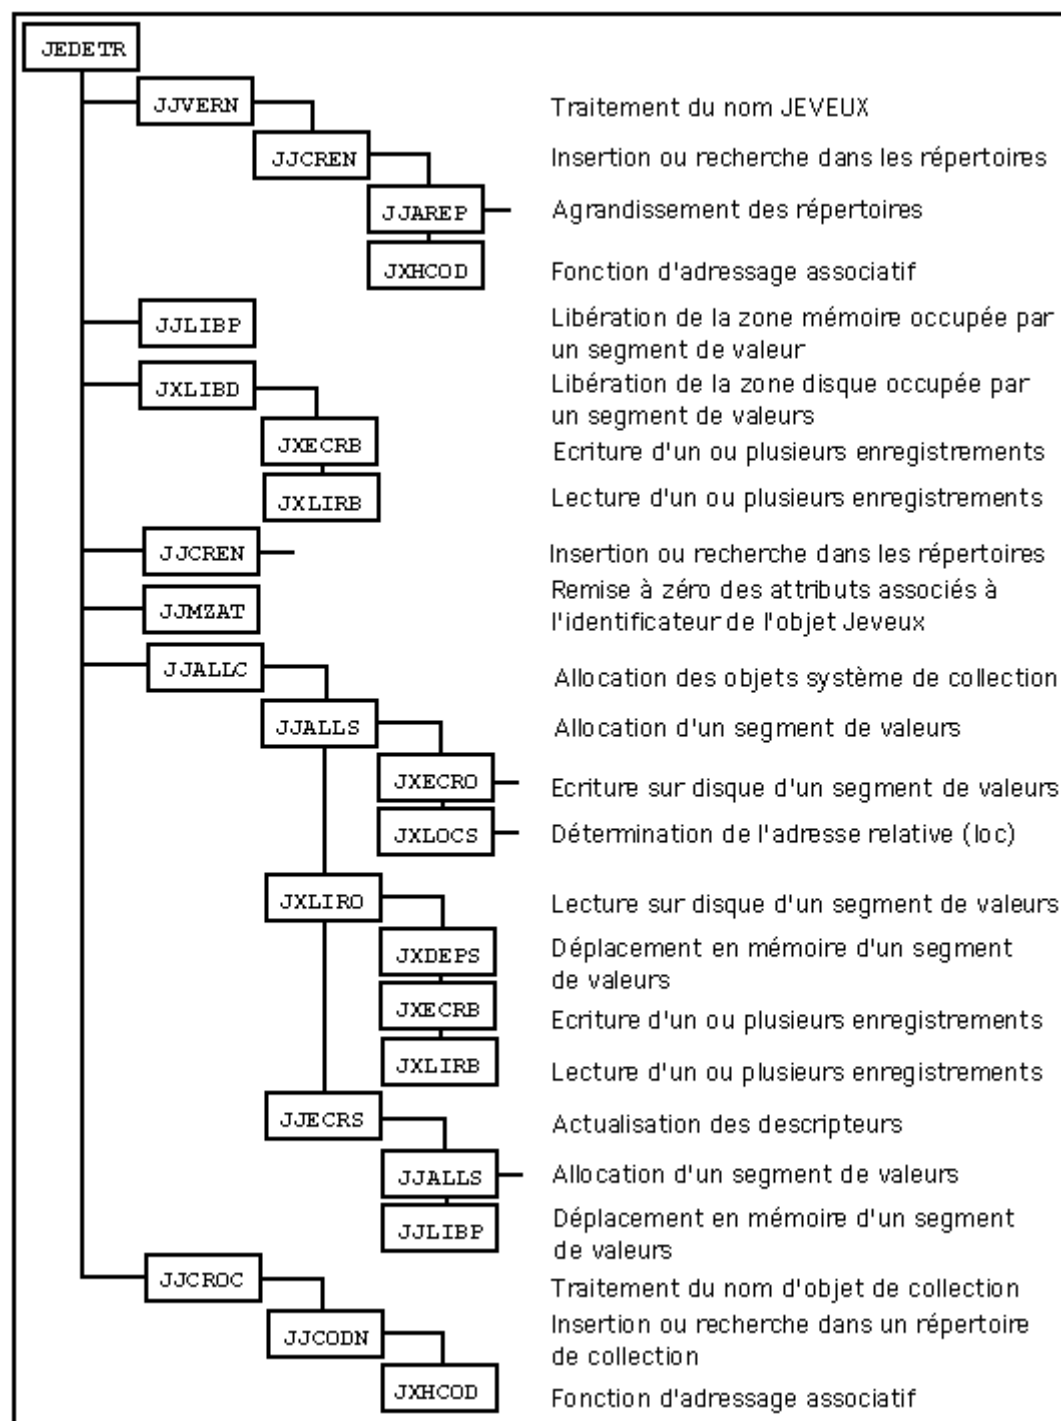 JEDETR
JJVERN Traitement du nom JEVEUX
JJCREN Insertion ou recherche dans les répertoires
JJAREP Agrandissement des répertoires
JXHCOD Fonction d'adressage associatif
JJLIBP Libération de la zone mémoire occupée par
un segment de valeur
JXLIBD Libération de la zone disque occupée par
un segment de valeurs
JXECRB Ecriture d'un ou plusieurs enregistrements
JXLIRB Lecture d'un ou plusieurs enregistrements
JJCREN Insertion ou recherche dans les répertoires
JJMZAT Remise à zéro des attributs associés à
l'identificateur de l'objet Jeveux
JJALLC Allocation des objets système de collection
JJALLS Allocation d'un segment de valeurs
JXECRO Ecriture sur disque d'un segment de valeurs
JXLOCS Détermination de l'adresse relative (loc)
JXLIRO Lecture sur disque d'un segment de valeurs
JXDEPS Déplacement en mémoire d'un segment
de valeurs
JXECRB Ecriture d'un ou plusieurs enregistrements
JXLIRB Lecture d'un ou plusieurs enregistrements
JJECRS Actualisation des descripteurs
JJALLS Allocation d'un segment de valeurs
JJLIBP Déplacement en mémoire d'un segment
de valeurs
JJCROC Traitement du nom d'objet de collection
JJCODN Insertion ou recherche dans un répertoire
de collection
JXHCOD Fonction d'adressage associatif